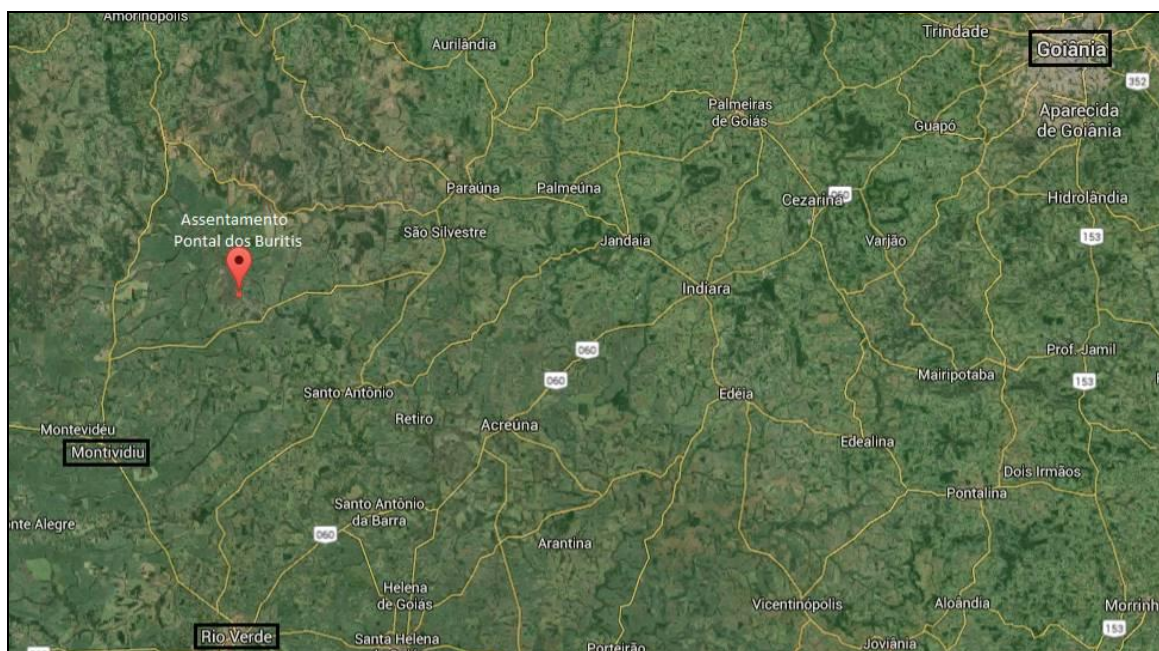 Amorinópolis
Aurilândia
Trindade
Goiânia
352
Palmeiras
de Goiás
Guapó
Aparecida
de Goiânia
Paraúna
Palmeúna
Cezarina
060
Hidrolândia
Assentamento
Pontal dos Buritis
São Silvestre
Jandaia
Varjão
153
Indiara
060
Prof. Jamil
060
Mairipotaba
153
Santo Antônio
Edéia
Retiro
Acreúna
Montevidéu
Montividiu
Edealina
Dois Irmãos
Pontalina
Santo Antônio
da Barra
onte Alegre
060
Arantina
Helena
de Goiás
Vicentinópolis
Aloândia
Morrinh
153
Rio Verde
Santa Helena
Joviânia
Porteirão